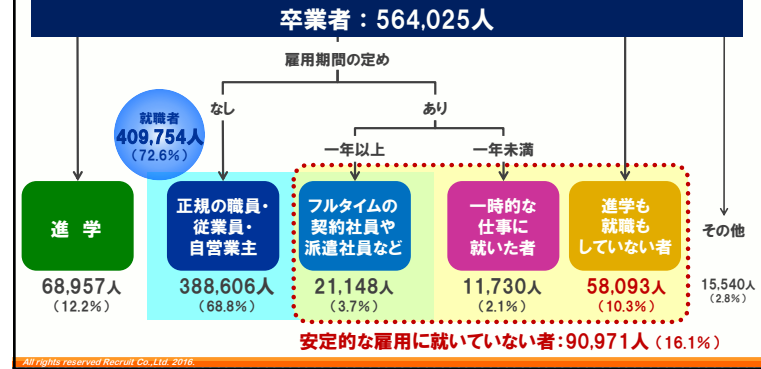 卒業者：564,025人
雇用期間の定め
なし
あり
就職者
409,754人
（72.6％）
一年以上
一年未満
進 学
正規の職員・
従業員・
自営業主
フルタイムの
契約社員や
派遣社員など
一時的な
仕事に
就いた者
進学も
就職も
していない者
その他
68,957人
（12.2％）
388,606人
（68.8％）
21,148人
（3.7％）
11,730人
（2.1％）
58,093人
（10.3％）
15,540人
（2.8％）
安定的な雇用に就いていない者：90,971人（16.1％）
All rights reserved Recruit Co.,Ltd. 2016.